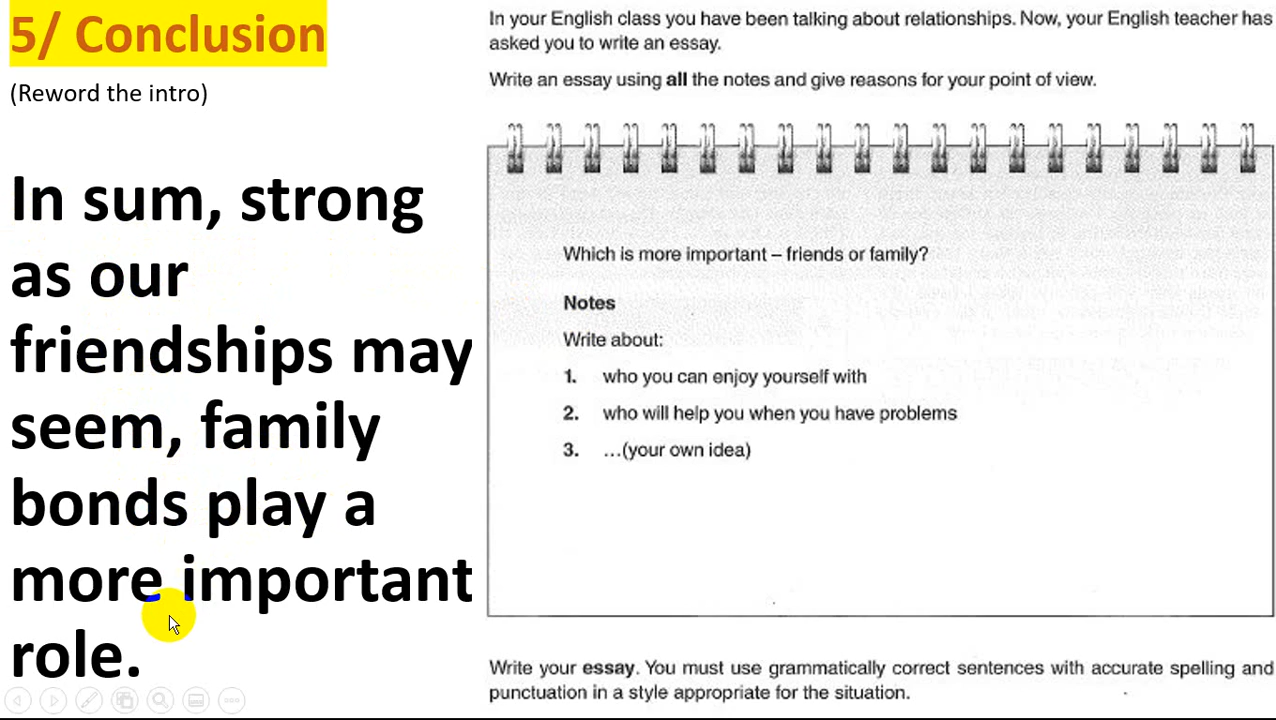 5/ Conclusion
(Reword the intro)
In sum, strong
as our
friendships may
seem, family
bonds play a
more important
role.
In your English class you have been talking about relationships. Now, your English teacher has
asked you to write an essay.
Write an essay using all the notes and give reasons for your point of view.
Which is more important – friends or family?
Notes
Write about:
1. who you can enjoy yourself with
2. who will help you when you have problems
3. …(your own idea)
Write your essay. You must use grammatically correct sentences with accurate spelling and
punctuation in a style appropriate for the situation.